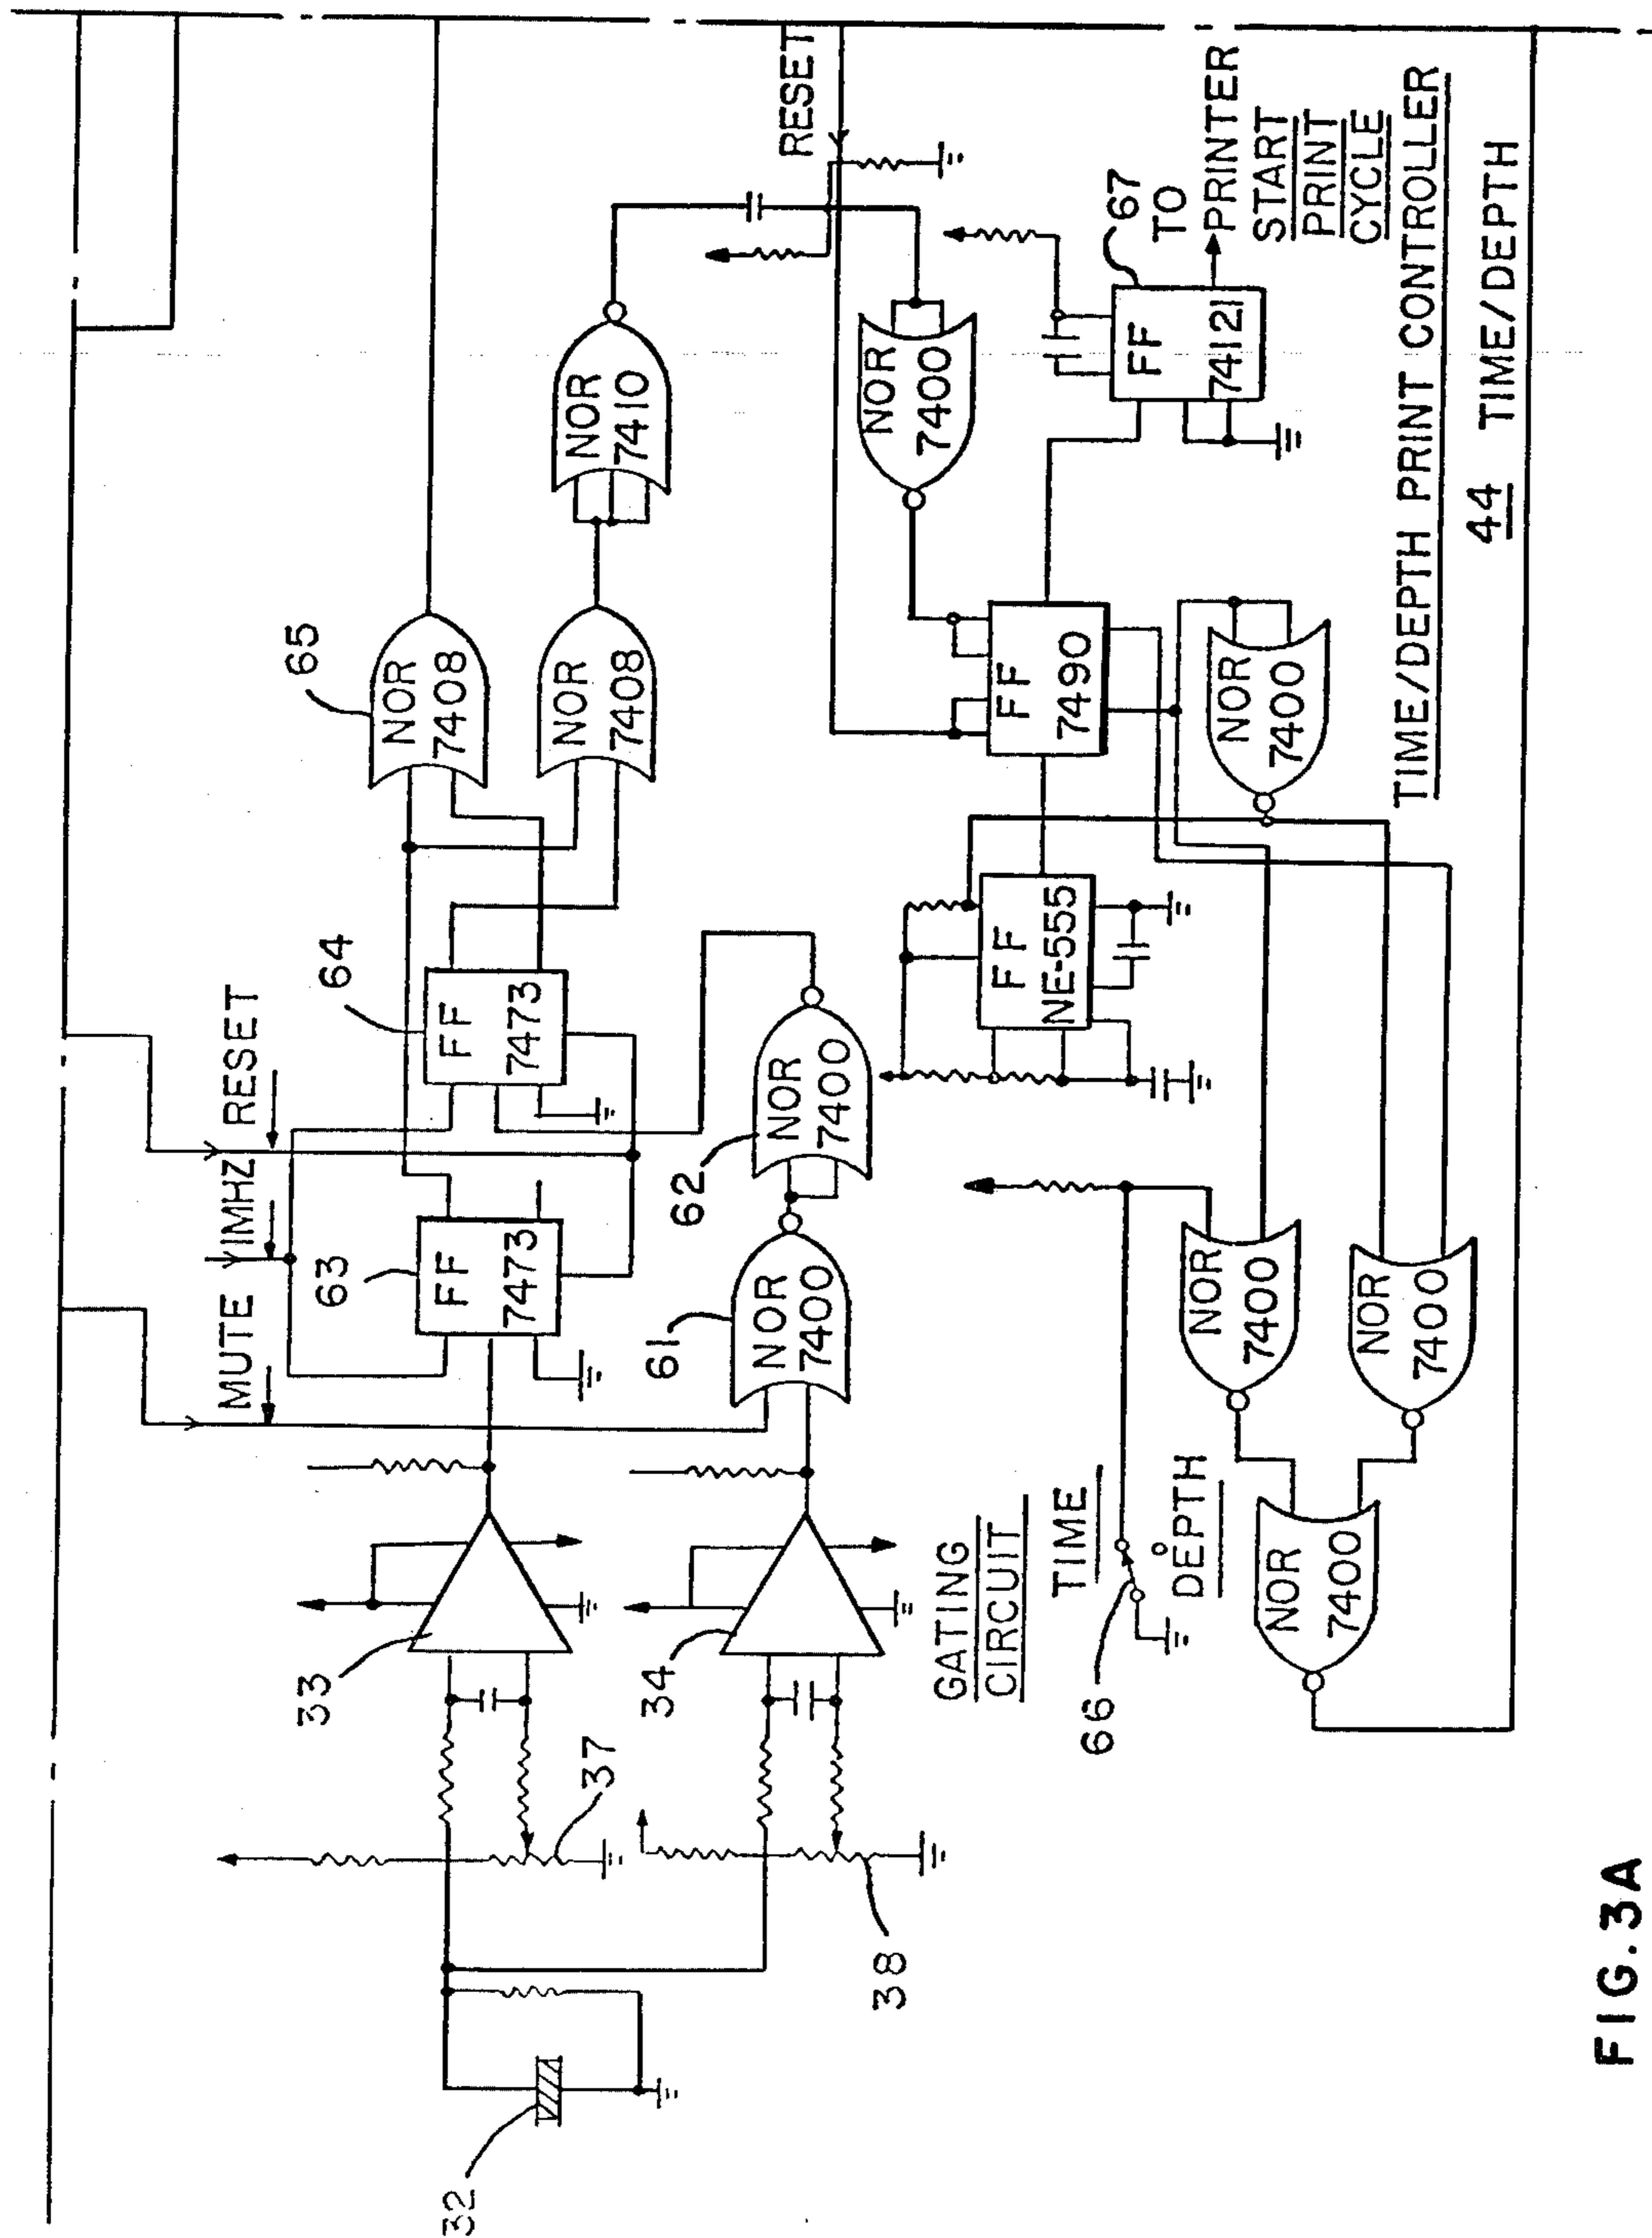 32
33
34
37
38
MUTE
1MHZ
RESET
63
FF
7473
64
FF
7473
65
NOR
7408
NOR
7408
NOR
7410
61
NOR
7400
62
NOR
7400
GATING
CIRCUIT
RESET
NOR
7400
FF
NE-555
FF
7490
FF
74121
67
TO
PRINTER
START
PRINT
CYCLE
NOR
7400
TIME
DEPTH
66
NOR
7400
NOR
7400
NOR
7400
TIME/DEPTH PRINT CONTROLLER
44 TIME/DEPTH
FIG.3A